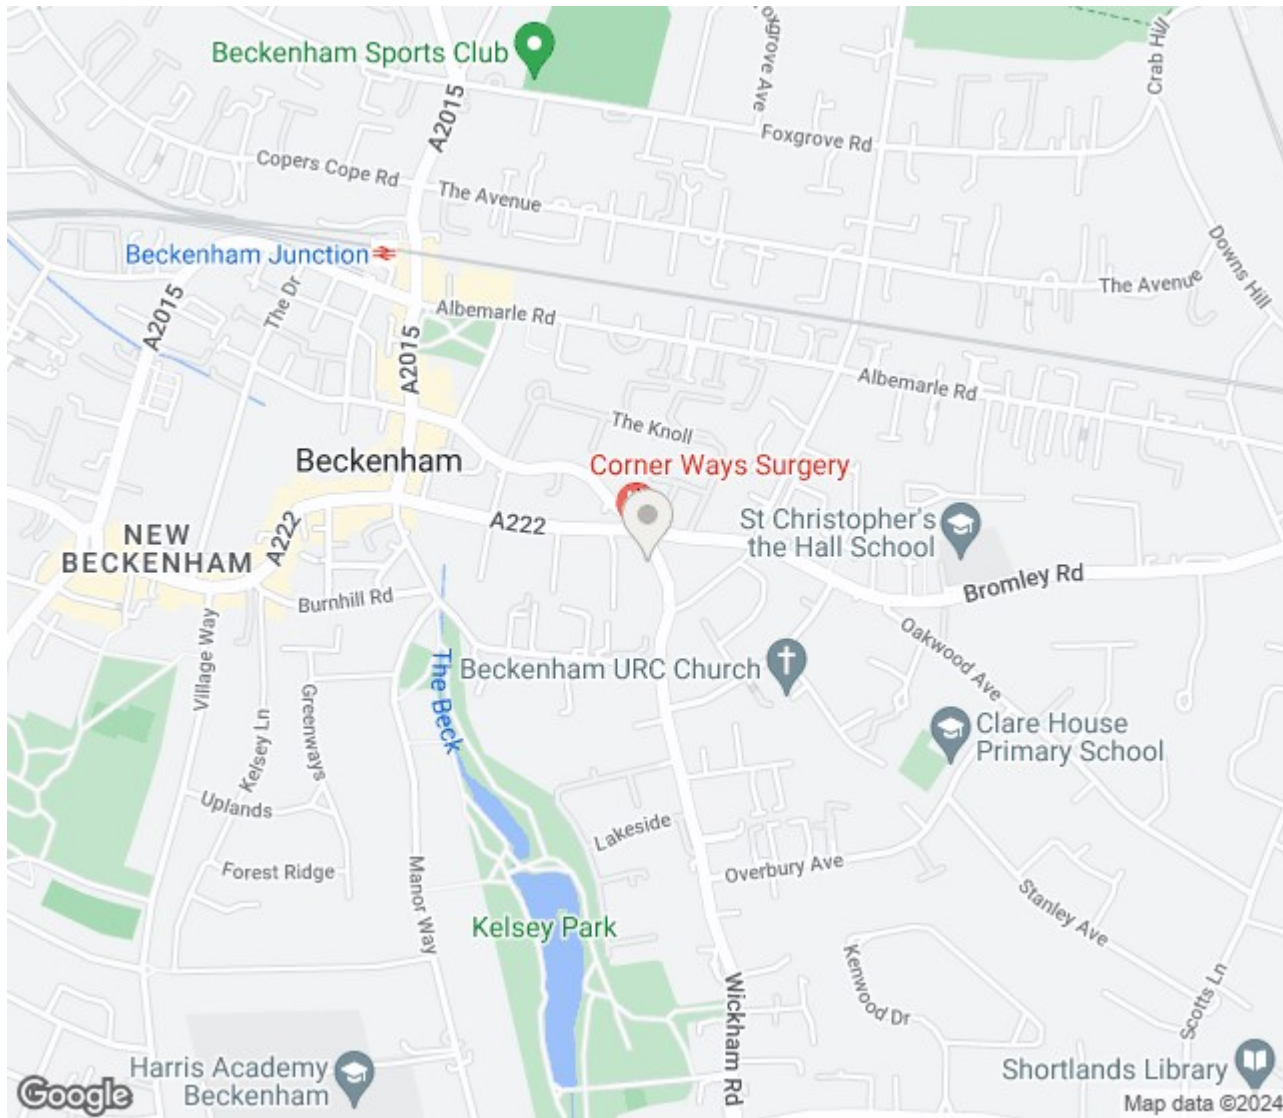 Beckenham Sports Club
Foxgrove Ave
Crab Hill
A2015
Foxgrove Rd
Copers Cope Rd
The Avenue
Beckenham Junction
Downs Hill
The Avenue
A2015
The Dr
Albemarle Rd
A2015
Albemarle Rd
The Knoll
Beckenham
Corner Ways Surgery
A222
St Christopher's
the Hall School
NEW
BECKENHAM
A222
Bromley Rd
Burnhill Rd
Oakwood Ave
Village Way
The Beck
Beckenham URC Church
Kelsey Ln
Greenways
Clare House
Primary School
Uplands
Lakeside
Forest Ridge
Manor Way
Overbury Ave
Stanley Ave
Kelsey Park
Kenwood Dr
Wickham Rd
Scotts Ln
Harris Academy
Beckenham
Shortlands Library
Google
Map data ©2024